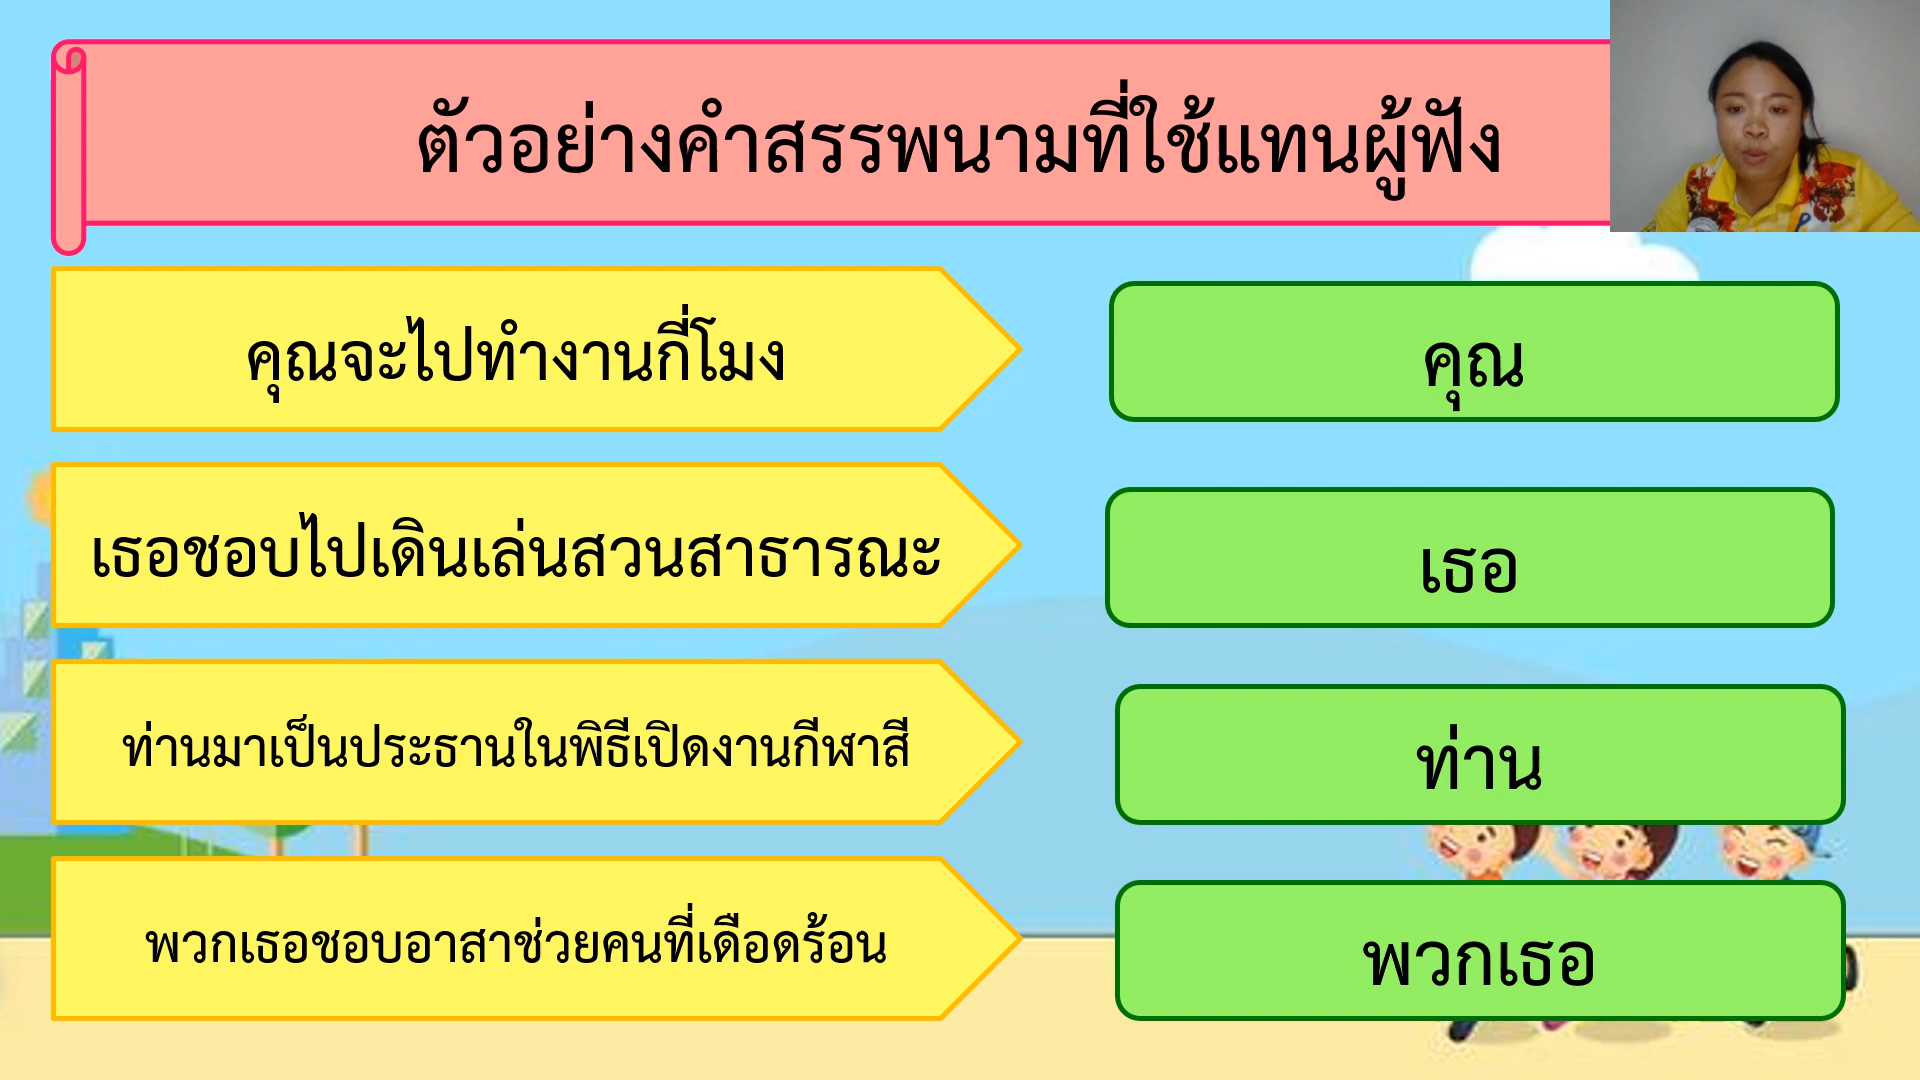 ตัวอย่างคำสรรพนามที่ใช้แทนผู้ฟัง
คุณจะไปทำงานกี่โมง
คุณ
เธอชอบไปเดินเล่นสวนสาธารณะ
เธอ
ท่านมาเป็นประธานในพิธีเปิดงานกีฬาสี
ท่าน
พวกเธอชอบอาสาช่วยคนที่เดือดร้อน
พวกเธอ